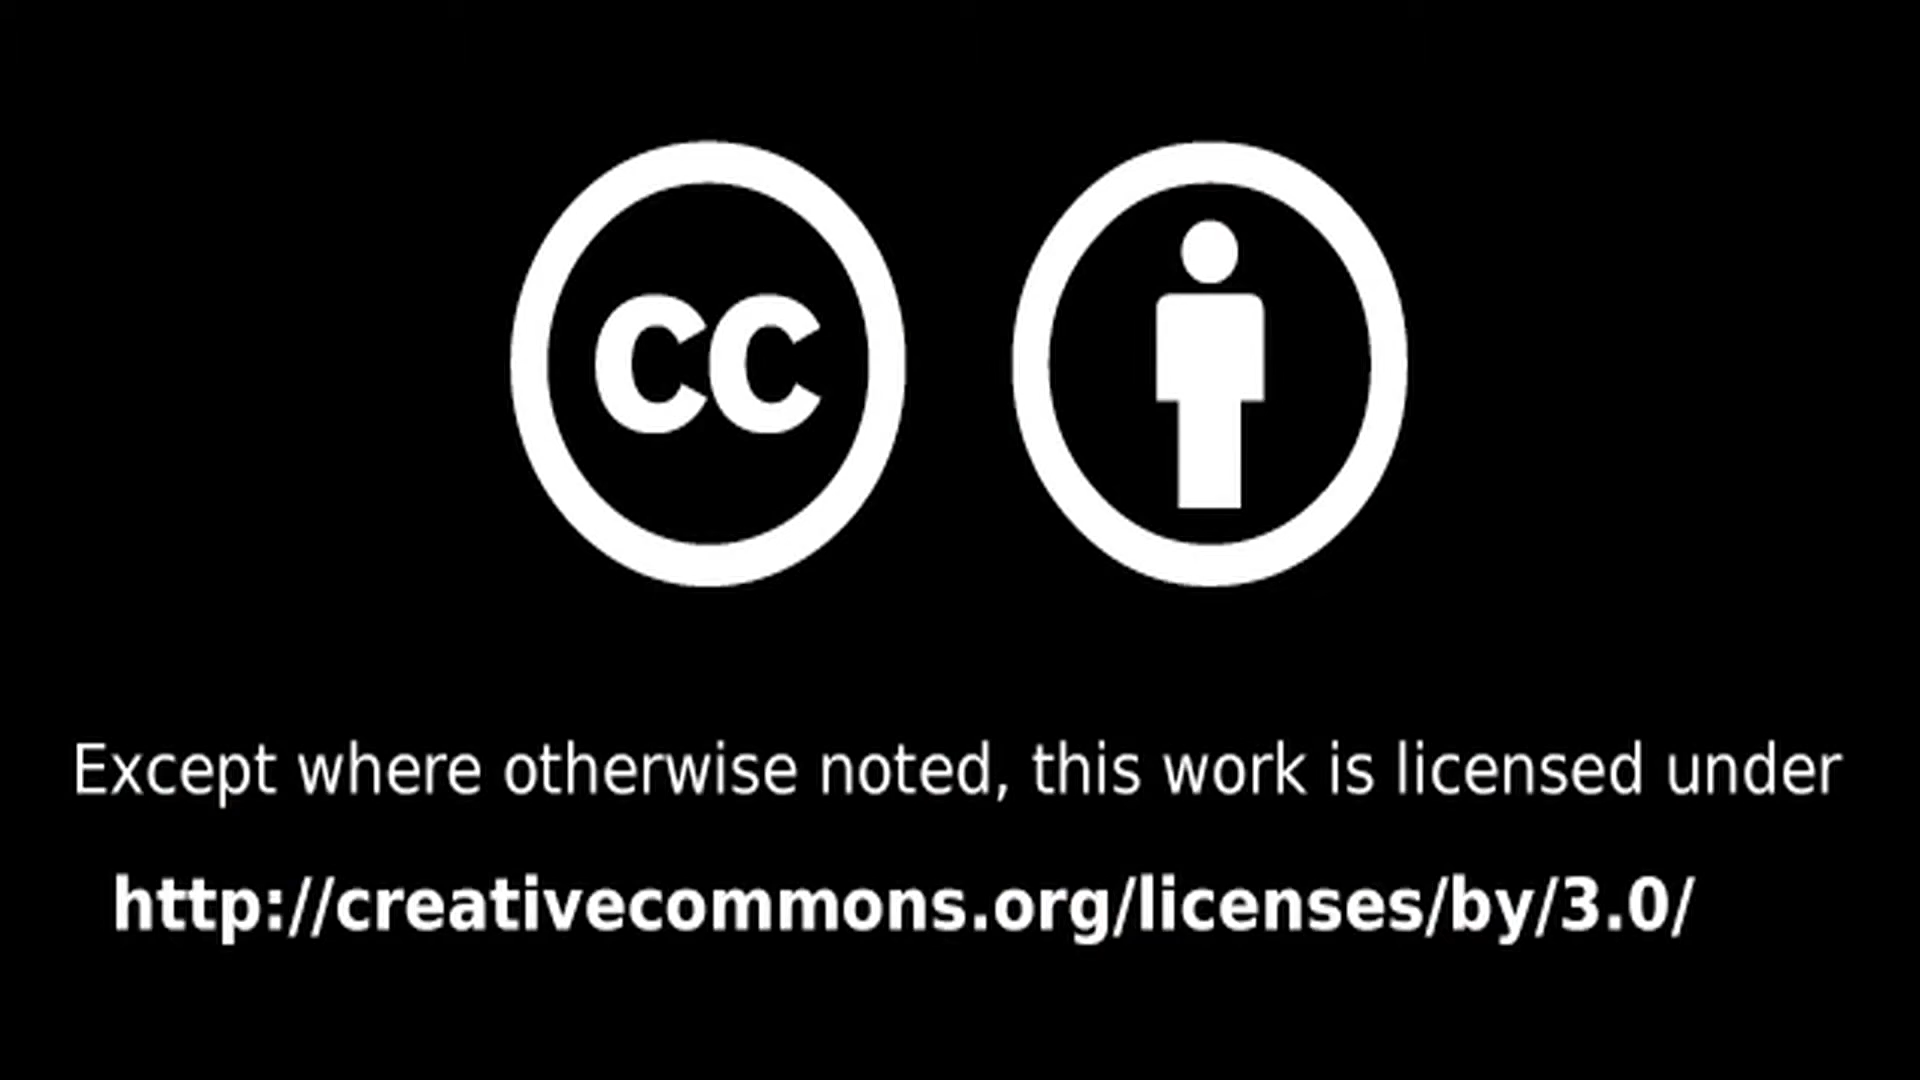 cc
Except where otherwise noted, this work is licensed under
http://creativecommons.org/licenses/by/3.0/